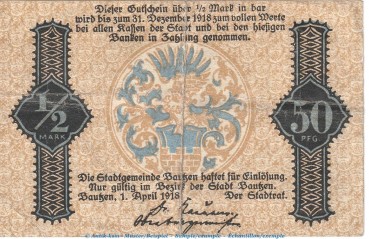 Dieser Gutschein über ½ Mark in bar
wird bis zum 31. Dezember 1918 zum vollen Werte
bei allen Kassen der Stadt und bei den hiesigen
Banken in Zahlung genommen.
1/2
MARK
50
PFG.
Die Stadtgemeinde Bautzen haftet für Einlösung.
Nur gültig im Bezirk der Stadt Bautzen.
Bautzen, 1. April 1918. Der Stadtrat.
Oberbürgermeister